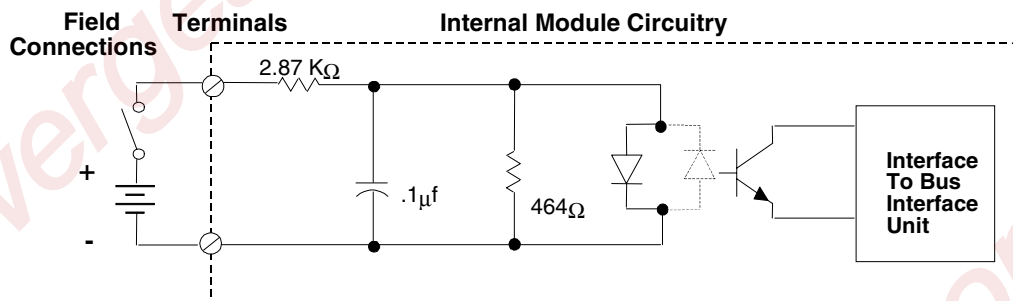 Field
Connections
Terminals
Internal Module Circuitry
2.87 KΩ
+
-
.1μf
464Ω
Interface
To Bus
Interface
Unit